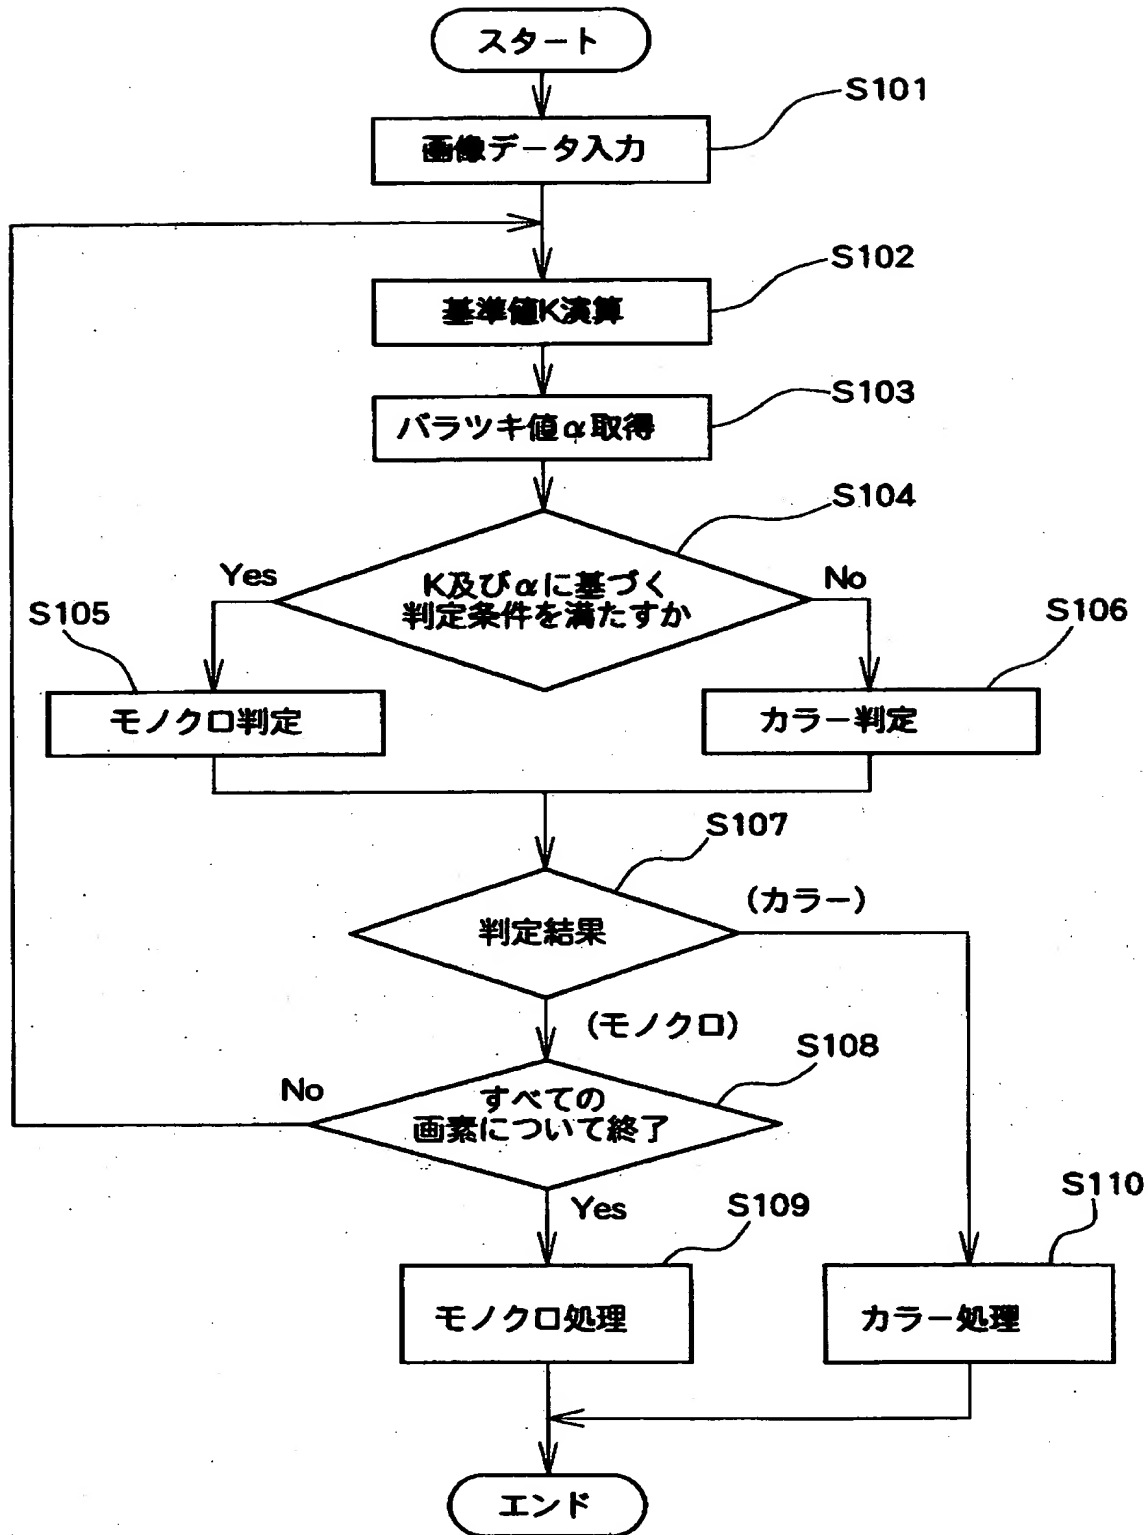 スタート
S101
画像データ入力
S102
基準値K演算
S103
バラツキ値α取得
S104
Yes
No
K及びαに基づく
判定条件を満たすか
S105
S106
モノクロ判定
カラー判定
S107
(カラー)
判定結果
(モノクロ)
S108
No
すべての
画素について終了
Yes
S109
S110
モノクロ処理
カラー処理
エンド